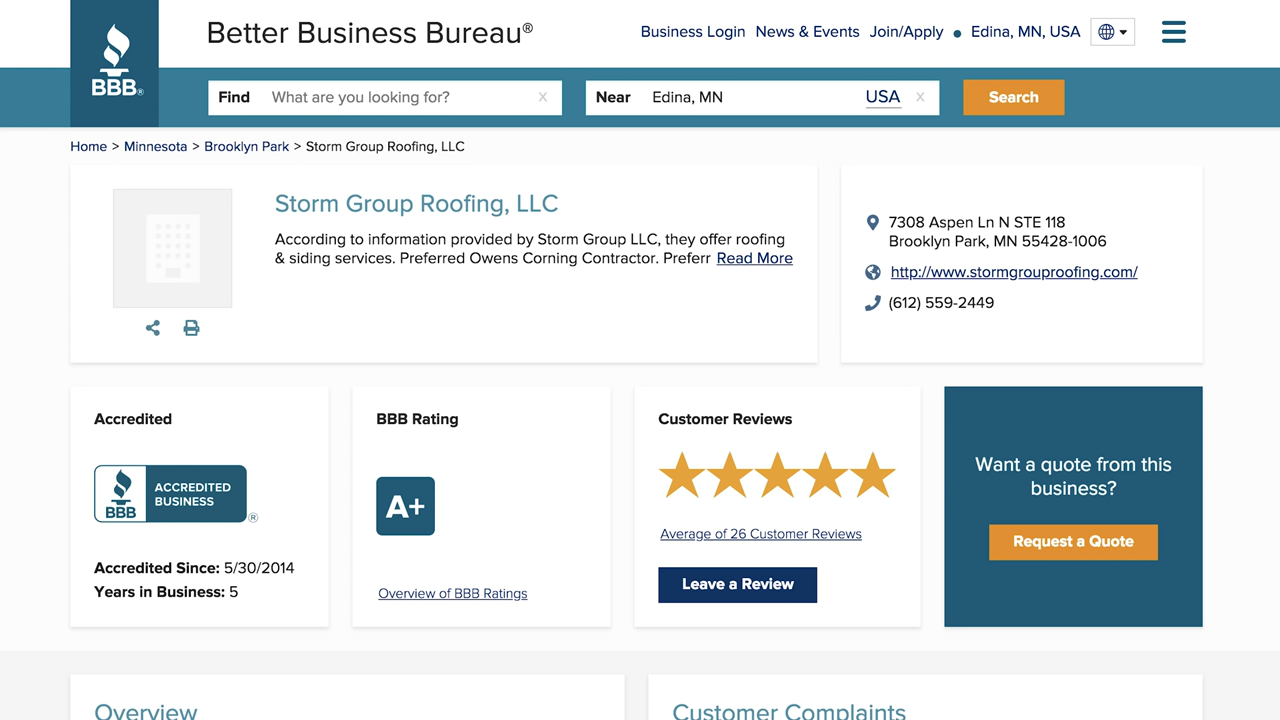 Better Business Bureau®
Business Login News & Events Join/Apply Edina, MN, USA
BBB®
Find What are you looking for? X
Near Edina, MN USA X
Search
Home > Minnesota > Brooklyn Park > Storm Group Roofing, LLC
Storm Group Roofing, LLC
According to information provided by Storm Group LLC, they offer roofing
& siding services. Preferred Owens Corning Contractor. Preferr Read More
7308 Aspen Ln N STE 118
Brooklyn Park, MN 55428-1006
http://www.stormgrouproofing.com/
(612) 559-2449
Accredited
BBB
ACCREDITED
BUSINESS
®
Accredited Since: 5/30/2014
Years in Business: 5
BBB Rating
A+
Overview of BBB Ratings
Customer Reviews
Average of 26 Customer Reviews
Leave a Review
Want a quote from this
business?
Request a Quote
Overview
Customer Complaints